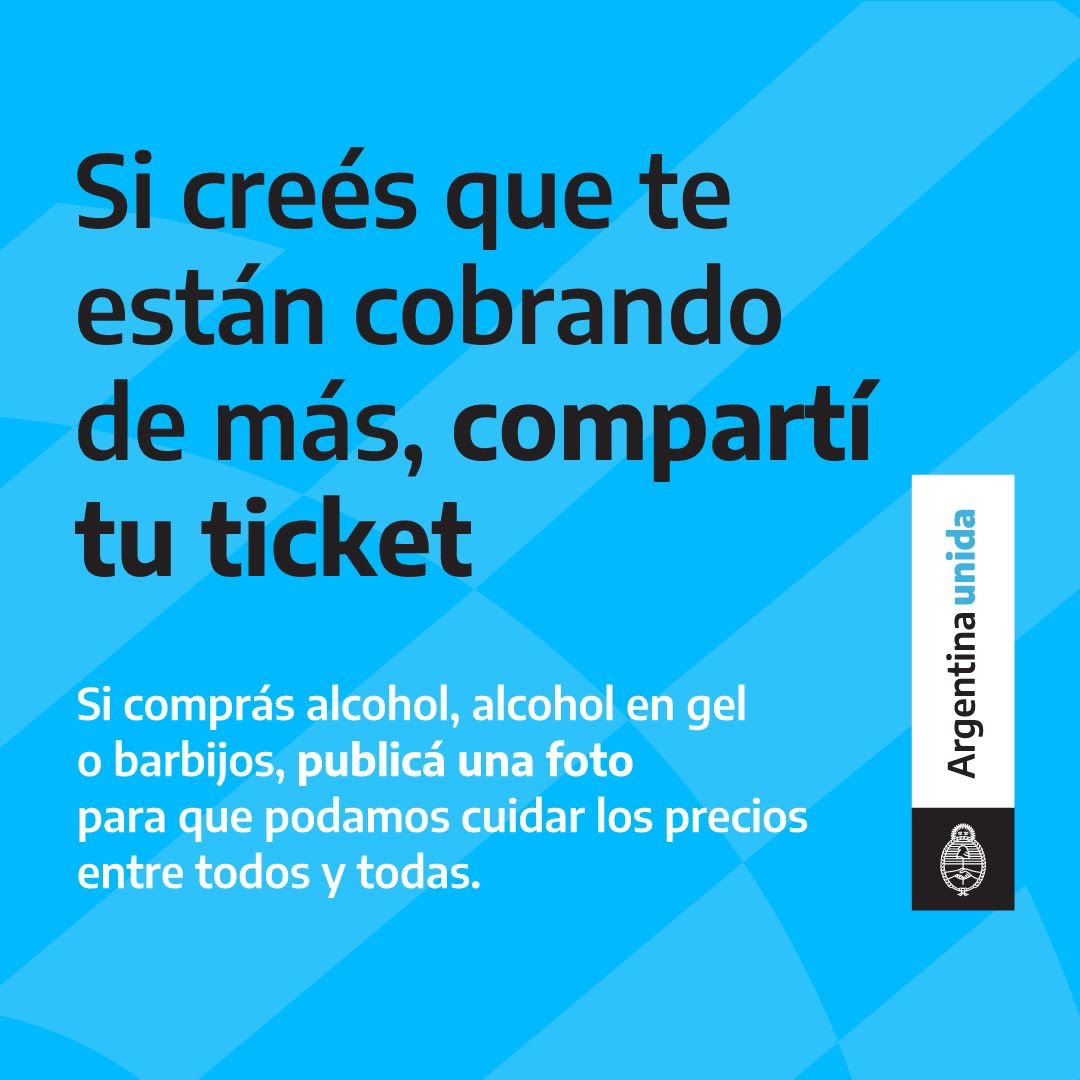 Si creés que te
están cobrando
de más, compartí
tu ticket
Si comprás alcohol, alcohol en gel
o barbijos, publicá una foto
para que podamos cuidar los precios
entre todos y todas.
Argentina unida